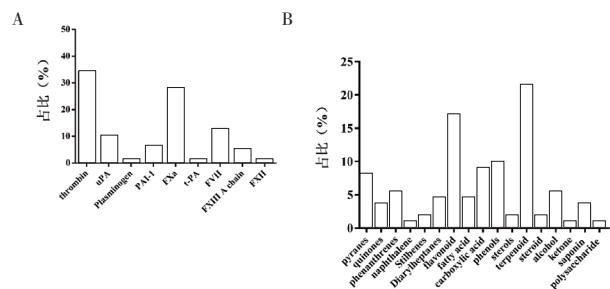 A
占比（%）
50
40
30
20
10
0
thrombin
uPA
Plasminogen
PAI-1
FXa
t-PA
FVII
FXIII A chain
FXII
B
占比（%）
25
20
15
10
5
0
pyranes
quinones
phenanthrenes
naphthalene
Stilbenes
Diarylheptanes
flavonoid
fatty acid
carboxylic acid
phenols
sterols
terpenoid
steroid
alcohol
ketone
saponin
polysaccharide